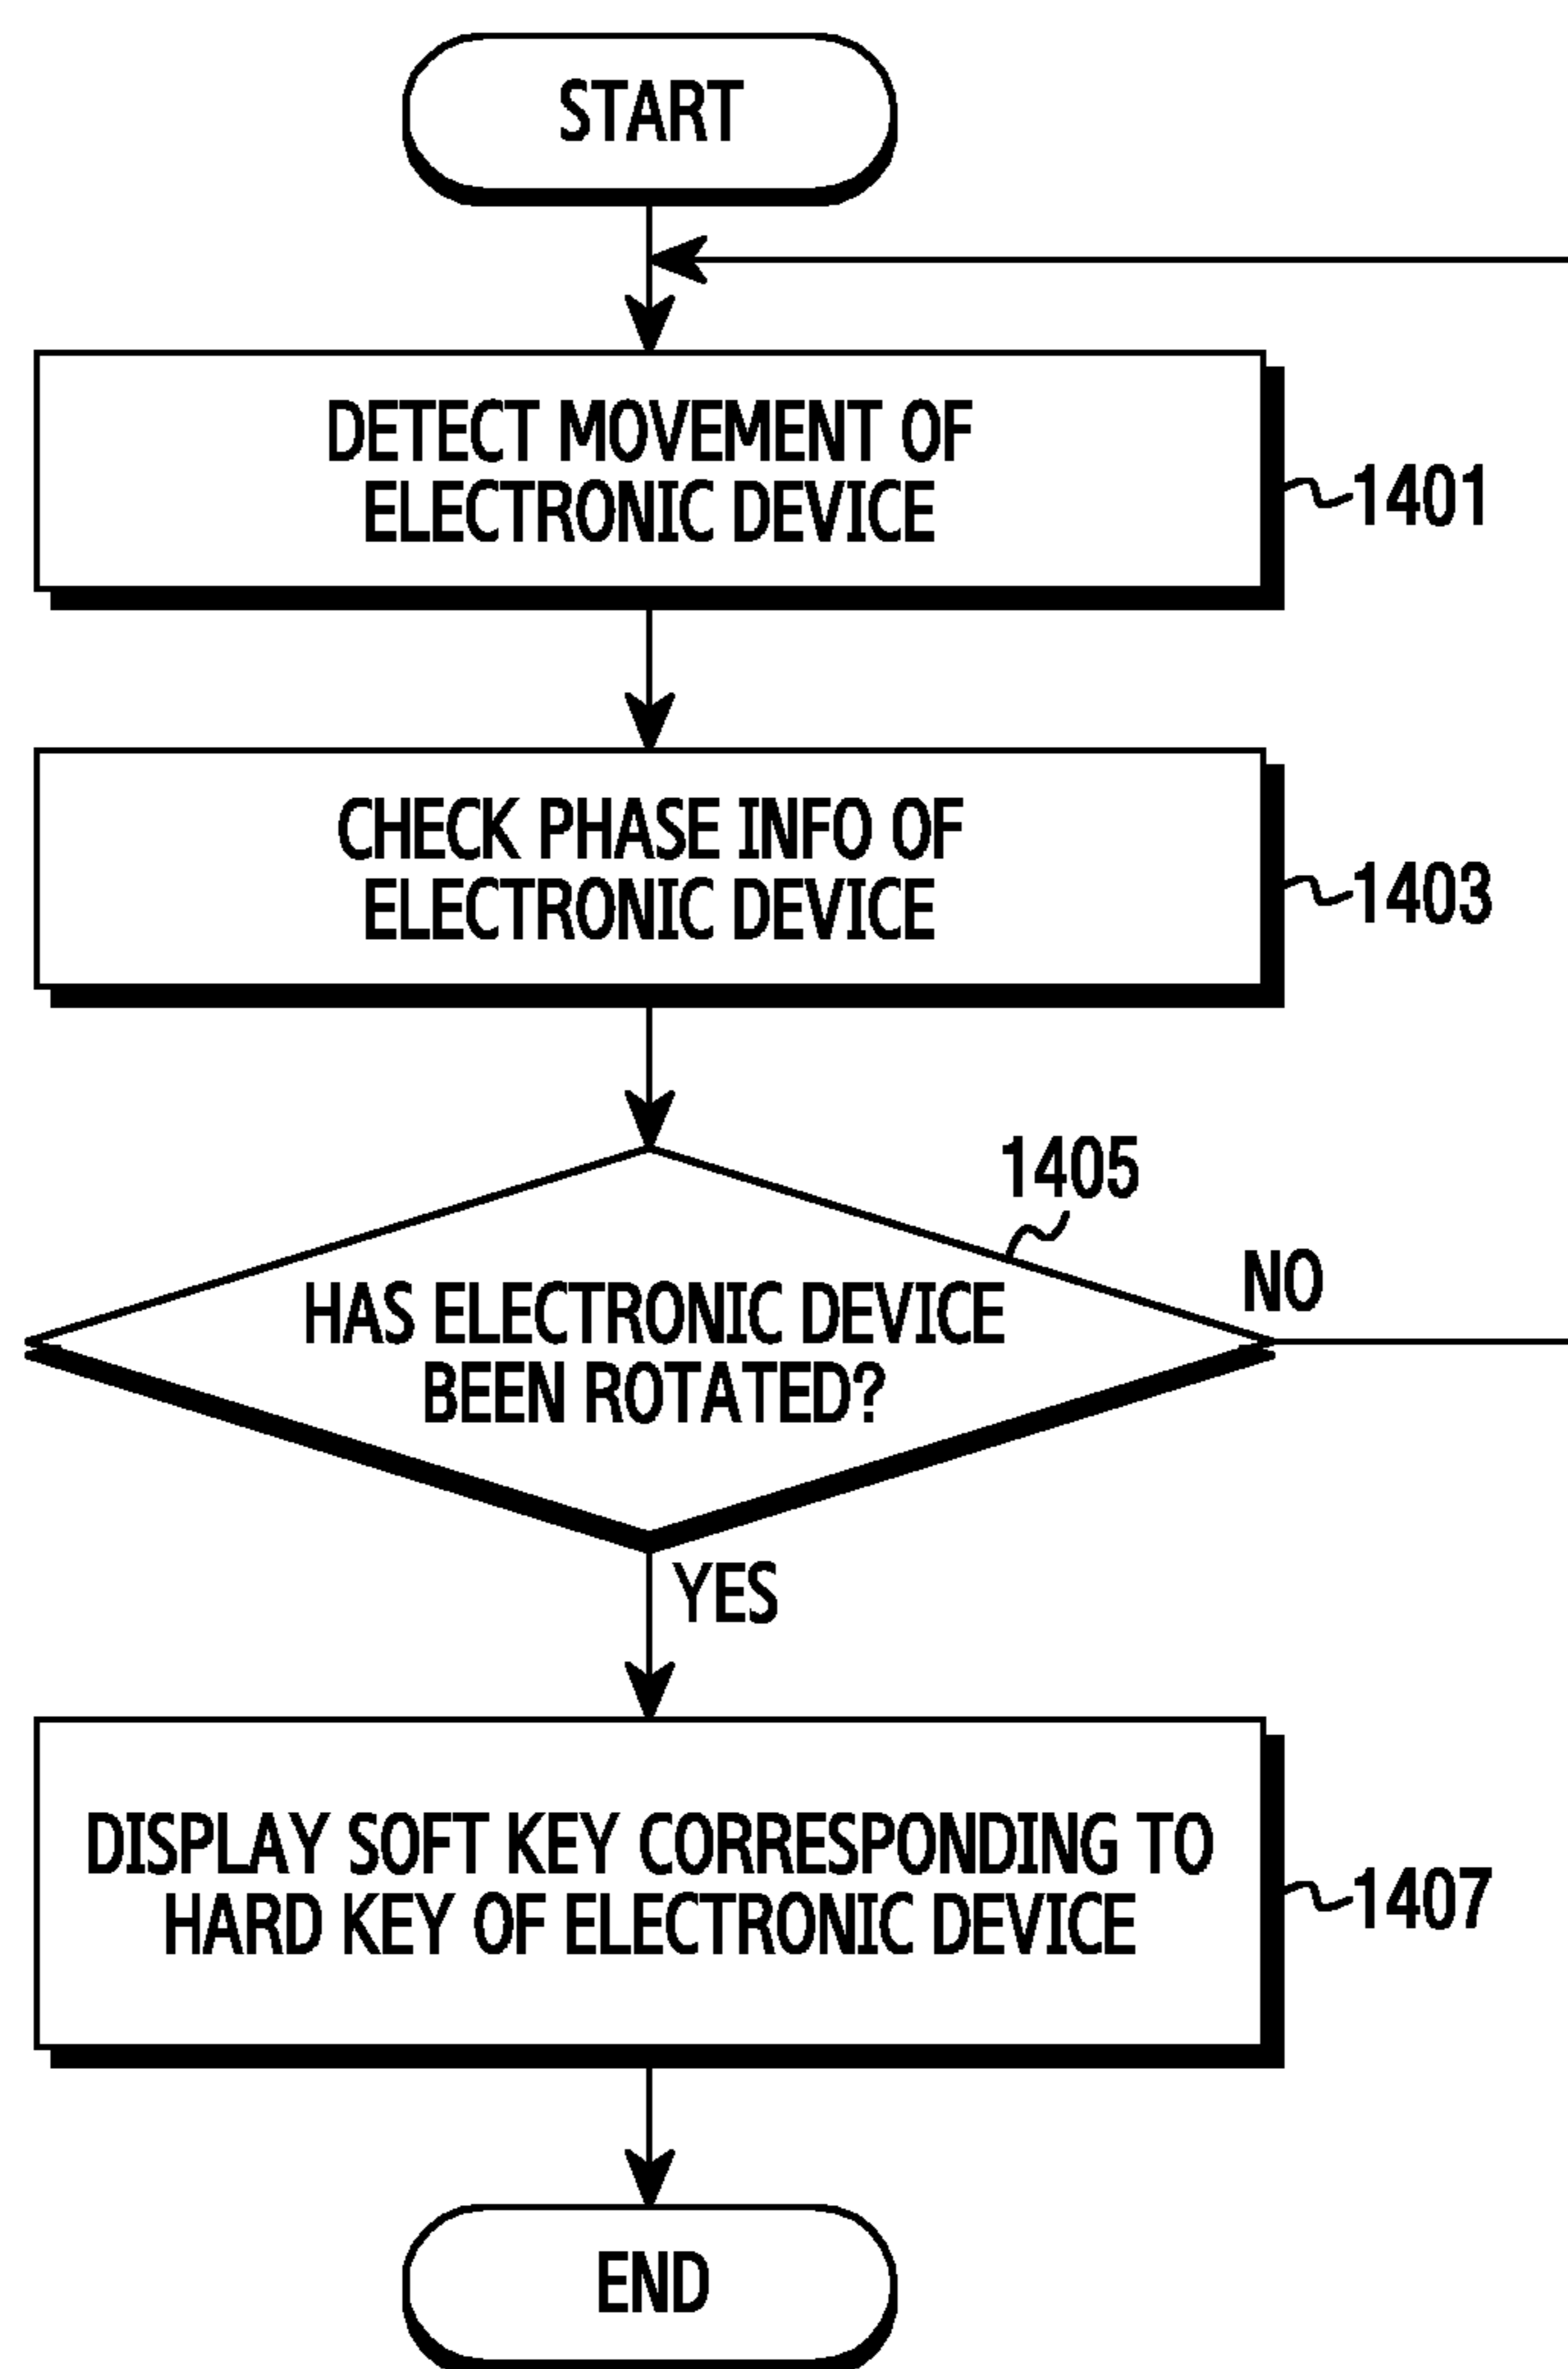 START
DETECT MOVEMENT OF
ELECTRONIC DEVICE
1401
CHECK PHASE INFO OF
ELECTRONIC DEVICE
1403
1405
HAS ELECTRONIC DEVICE
BEEN ROTATED?
NO
YES
DISPLAY SOFT KEY CORRESPONDING TO
HARD KEY OF ELECTRONIC DEVICE
1407
END